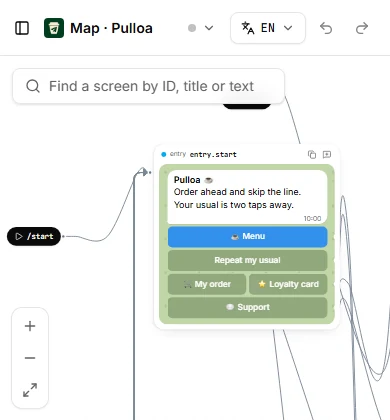 Map · Pulloa
EN
Find a screen by ID, title or text
entry entry.start
Pulloa
Order ahead and skip the line.
Your usual is two taps away.
10:00
Menu
/start
Repeat my usual
My order
Loyalty card
Support